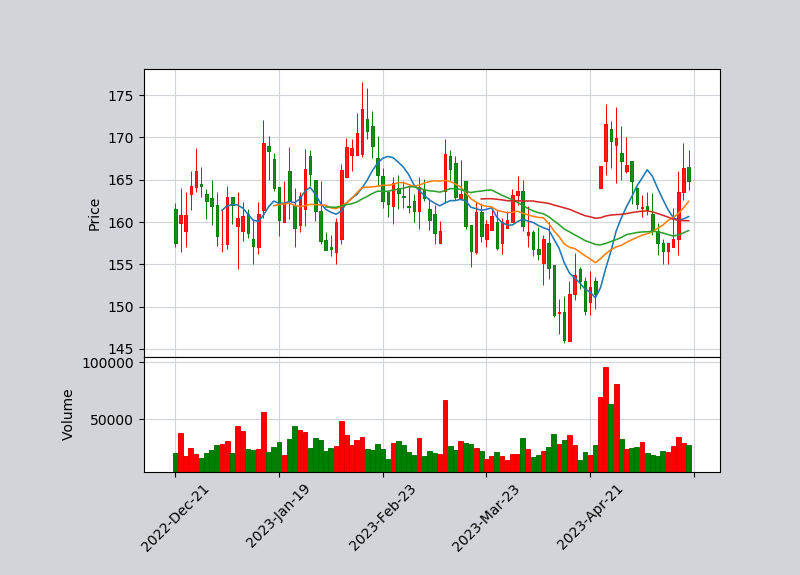 175
170
165
160
155
150
145
Price
100000
50000
Volume
2022-Dec-21
2023-Jan-19
2023-Feb-23
2023-Mar-23
2023-Apr-21